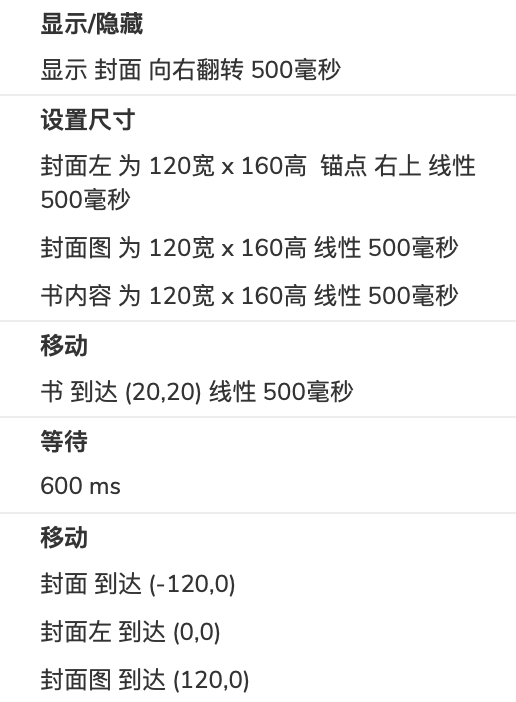 显示/隐藏
显示 封面 向右翻转 500毫秒
设置尺寸
封面左 为 120宽 x 160高  锚点 右上 线性
500毫秒
封面图 为 120宽 x 160高 线性 500毫秒
书内容 为 120宽 x 160高 线性 500毫秒
移动
书 到达 (20,20) 线性 500毫秒
等待
600 ms
移动
封面 到达 (-120,0)
封面左 到达 (0,0)
封面图 到达 (120,0)